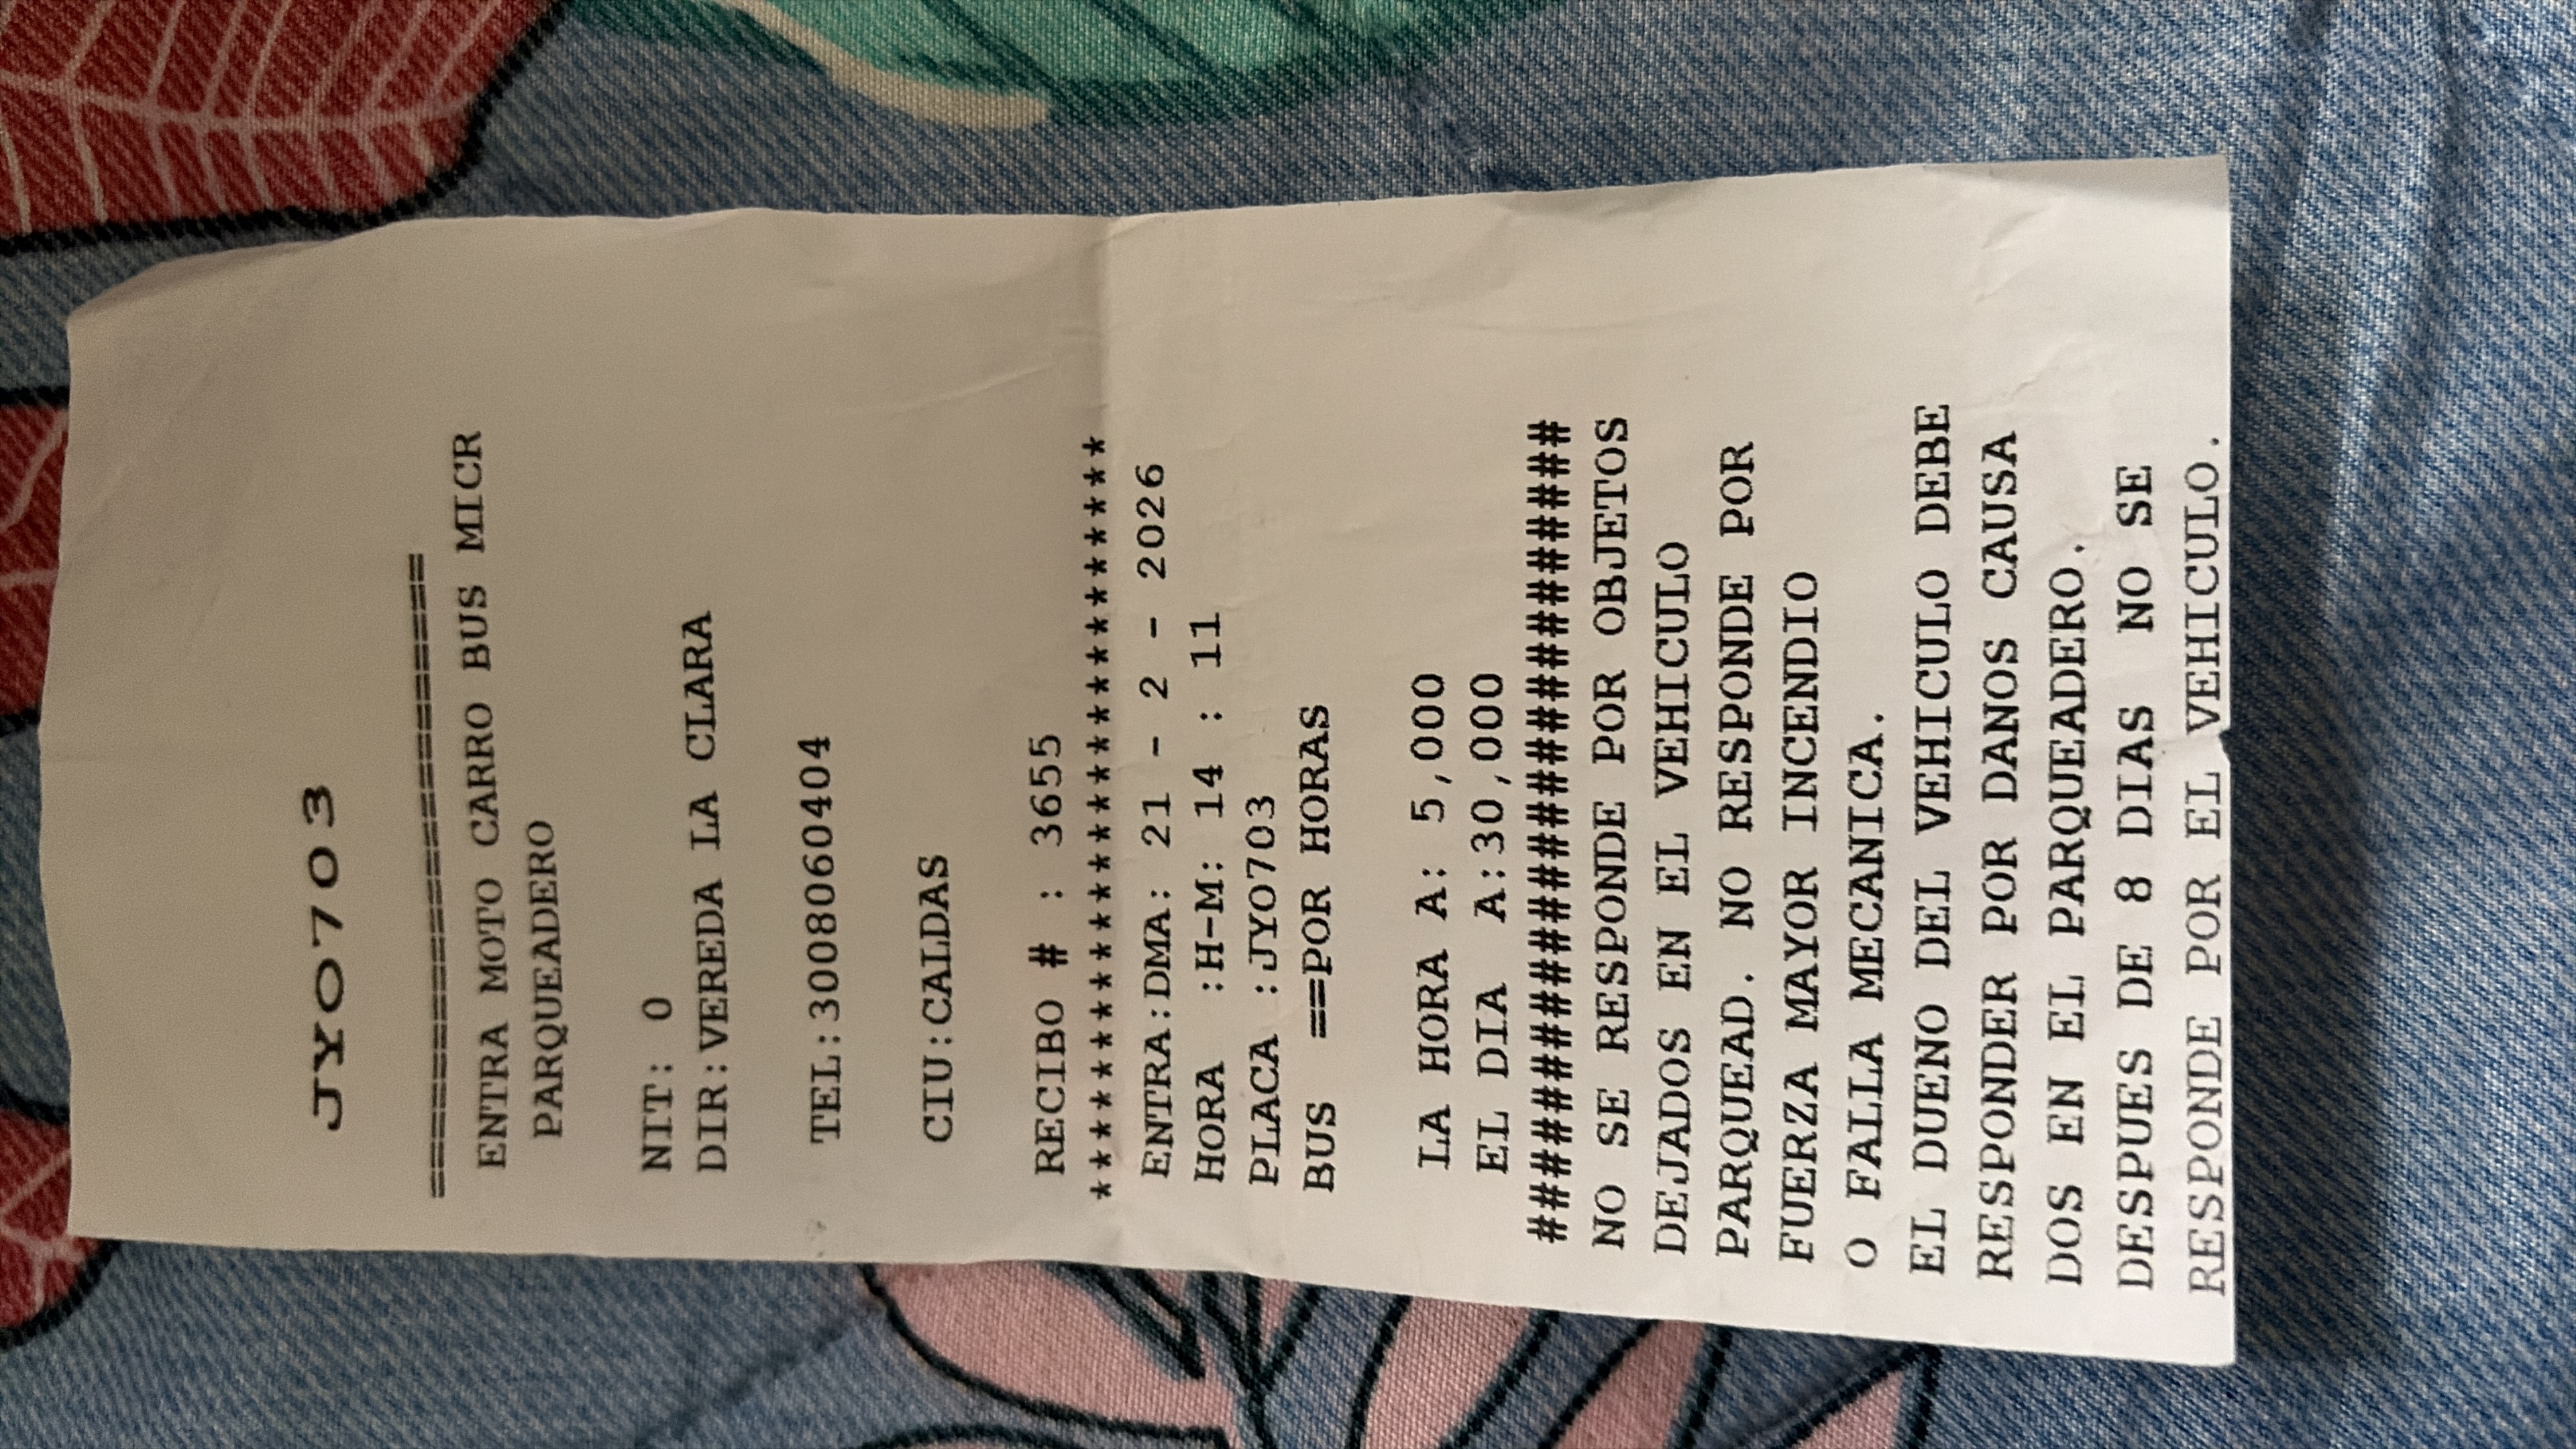 JYO703
==============================
ENTRA MOTO CARRO BUS MICR
PARQUEADERO
NIT: 0
DIR:VEREDA LA CLARA
TEL:3008060404
CIU:CALDAS
RECIBO # : 3655
******************************
ENTRA:DMA: 21 - 2 - 2026
HORA :H-M: 14 : 11
PLACA :JYO703
BUS ==POR HORAS
LA HORA A: 5,000
EL DIA A:30,000
##############################
NO SE RESPONDE POR OBJETOS
DEJADOS EN EL VEHICULO
PARQUEAD. NO RESPONDE POR
FUERZA MAYOR INCENDIO
O FALLA MECANICA.
EL DUENO DEL VEHICULO DEBE
RESPONDER POR DANOS CAUSA
DOS EN EL PARQUEADERO.
DESPUES DE 8 DIAS NO SE
RESPONDE POR EL VEHICULO.